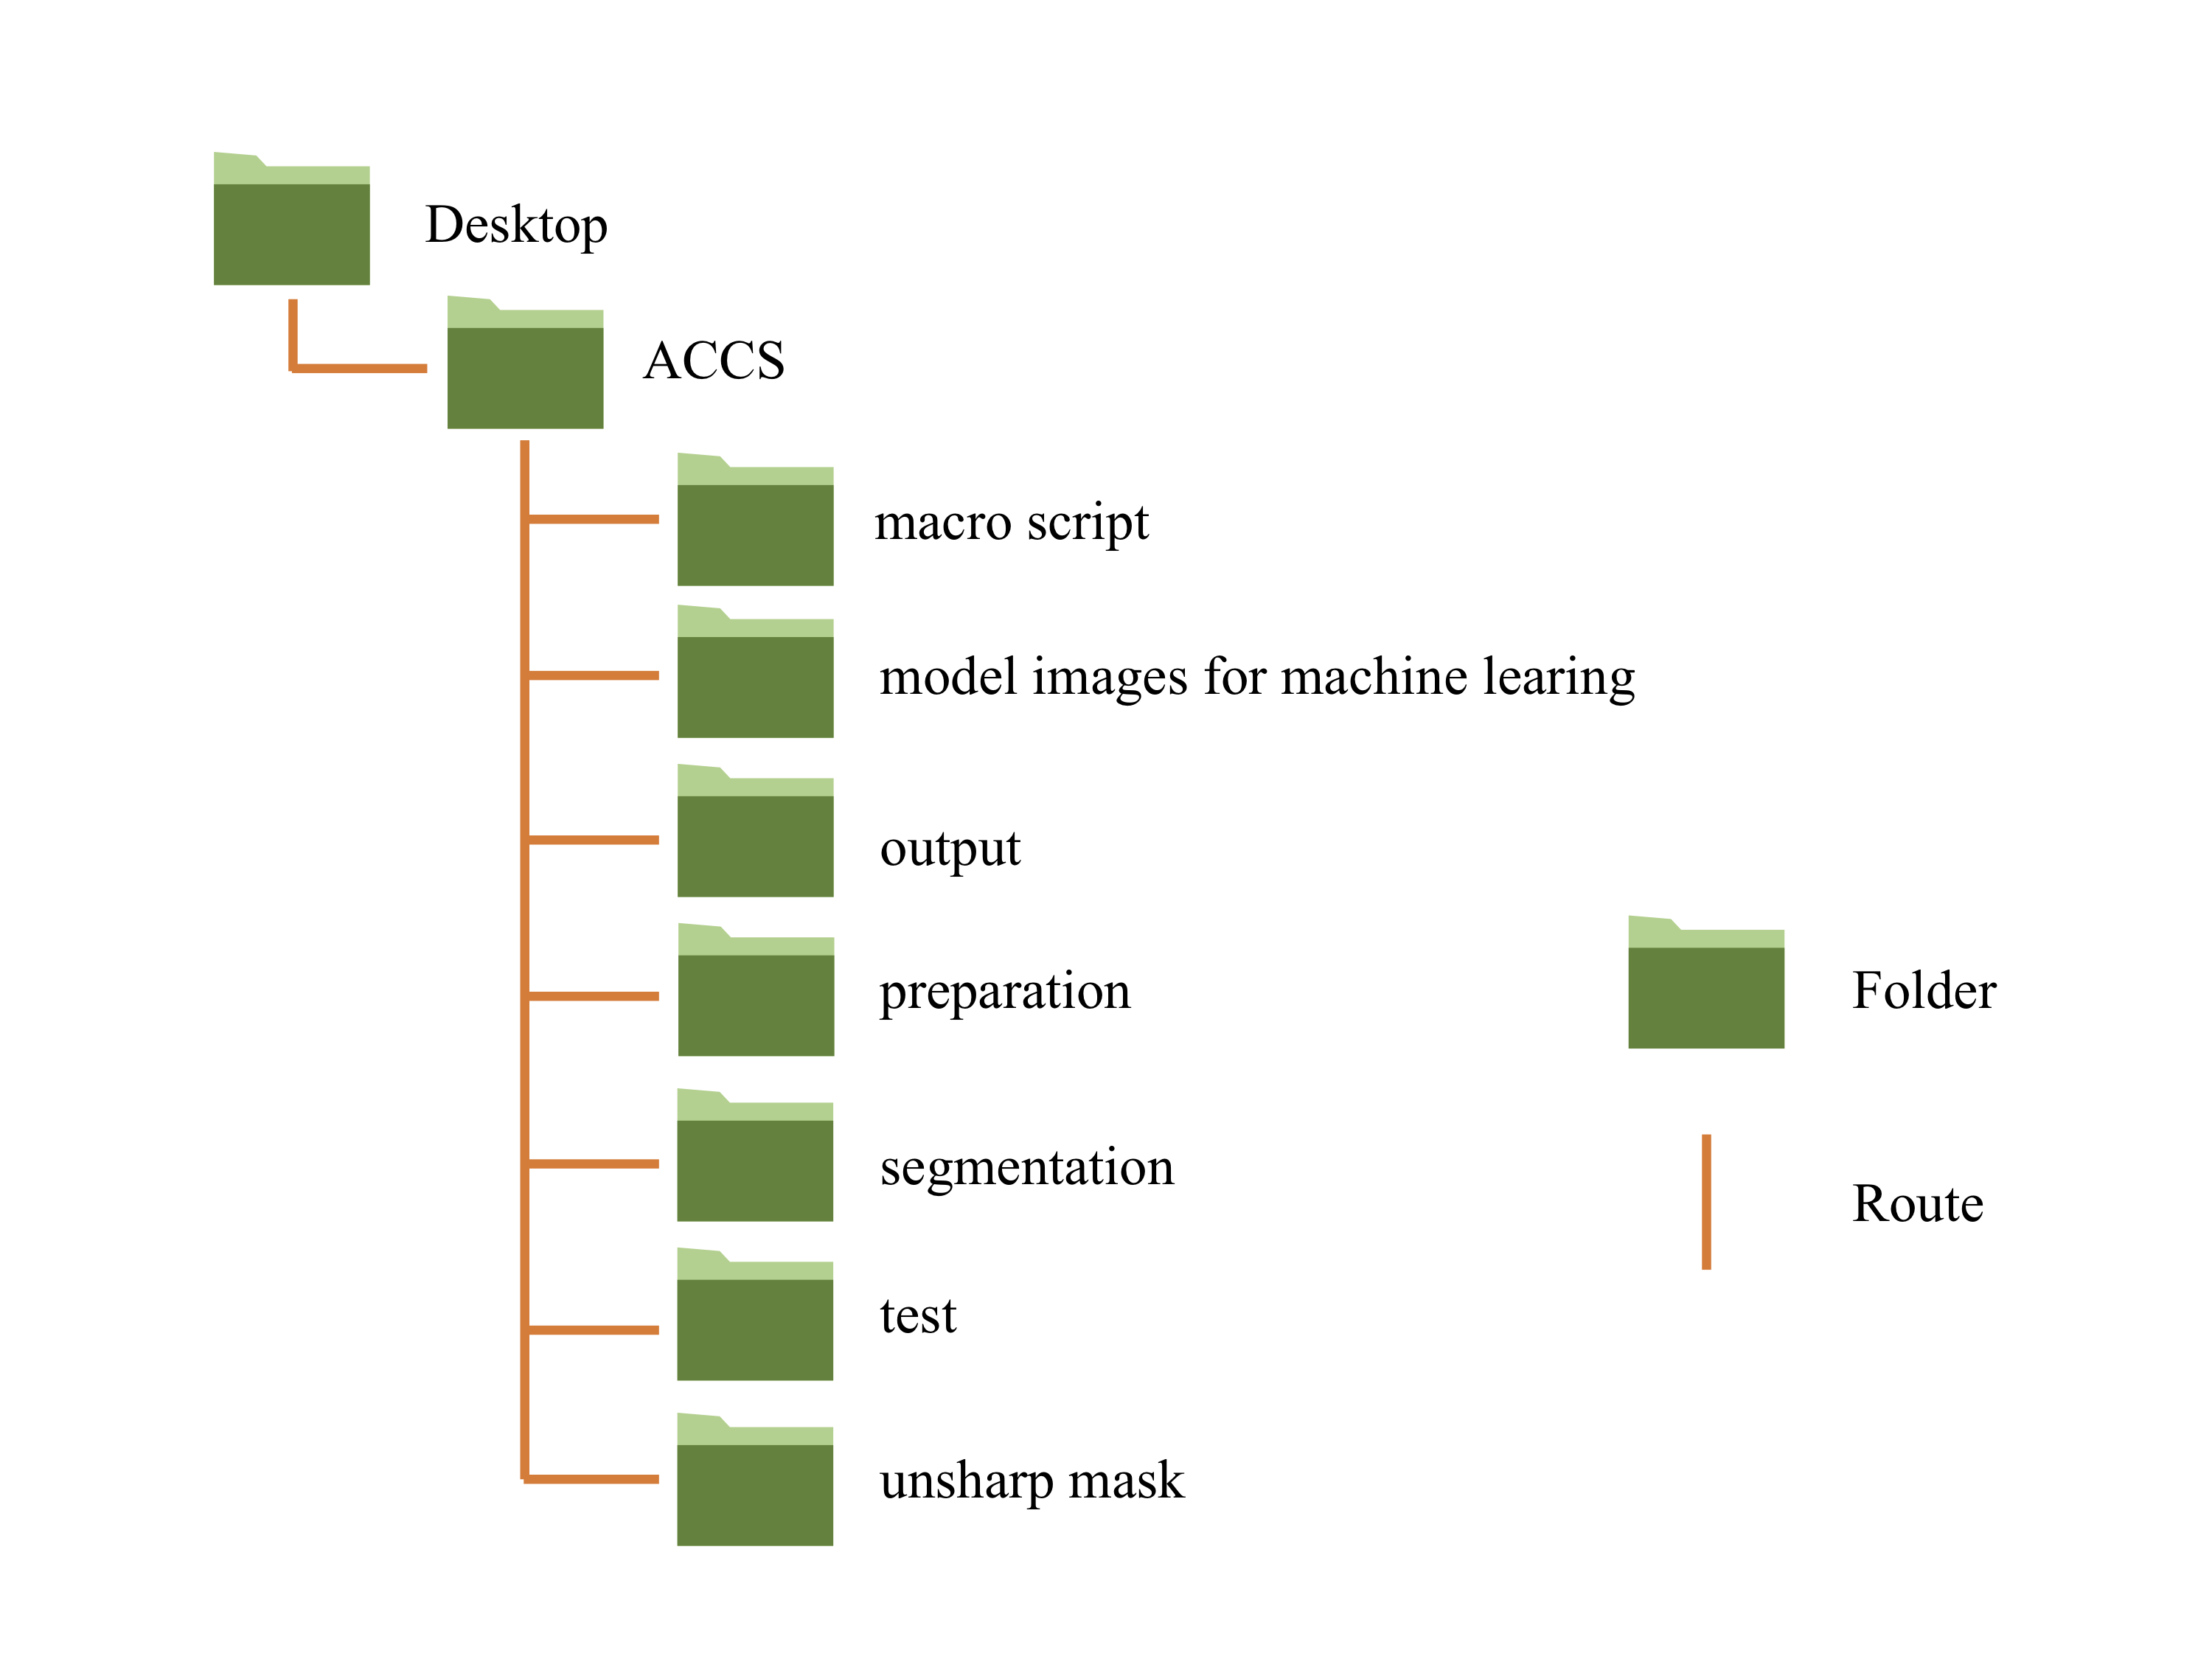 Desktop
ACCS
macro script
model images for machine learing
output
preparation
segmentation
test
unsharp mask
Folder
Route